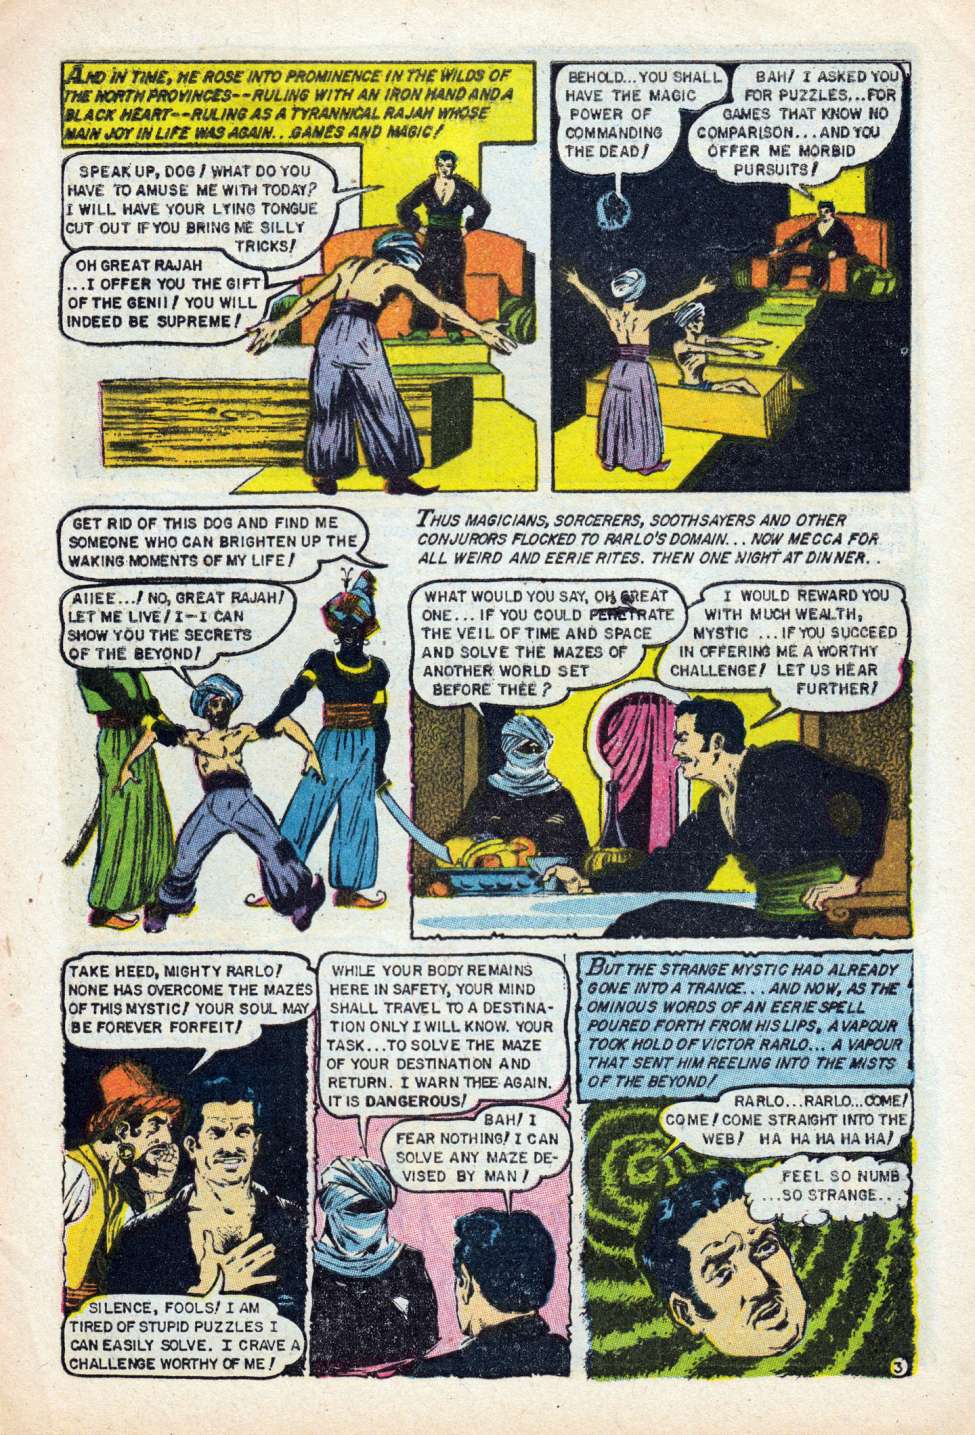 AND IN TIME, HE ROSE INTO PROMINENCE IN THE WILDS OF
THE NORTH PROVINCES--RULING WITH AN IRON HAND AND A
BLACK HEART--RULING AS A TYRANNICAL RAJAH WHOSE
MAIN JOY IN LIFE WAS AGAIN...GAMES AND MAGIC!
SPEAK UP, DOG! WHAT DO YOU
HAVE TO AMUSE ME WITH TODAY?
I WILL HAVE YOUR LYING TONGUE
CUT OUT IF YOU BRING ME SILLY
TRICKS!
OH GREAT RAJAH
...I OFFER YOU THE GIFT
OF THE GENII! YOU WILL
INDEED BE SUPREME!
BEHOLD...YOU SHALL
HAVE THE MAGIC
POWER OF
COMMANDING
THE DEAD!
BAH! I ASKED YOU
FOR PUZZLES...FOR
GAMES THAT KNOW NO
COMPARISON...AND YOU
OFFER ME MORBID
PURSUITS!
GET RID OF THIS DOG AND FIND ME
SOMEONE WHO CAN BRIGHTEN UP THE
WAKING MOMENTS OF MY LIFE!
AIIEE...! NO, GREAT RAJAH!
LET ME LIVE! I-I CAN
SHOW YOU THE SECRETS
OF THE BEYOND!
THUS MAGICIANS, SORCERERS, SOOTHSAYERS AND OTHER
CONJURORS FLOCKED TO RARLO'S DOMAIN... NOW MECCA FOR
ALL WEIRD AND EERIE RITES. THEN ONE NIGHT AT DINNER..
WHAT WOULD YOU SAY, OH GREAT
ONE... IF YOU COULD PENETRATE
THE VEIL OF TIME AND SPACE
AND SOLVE THE MAZES OF
ANOTHER WORLD SET
BEFORE THEE?
I WOULD REWARD YOU
WITH MUCH WEALTH,
MYSTIC ...IF YOU SUCCEED
IN OFFERING ME A WORTHY
CHALLENGE! LET US HEAR
FURTHER!
TAKE HEED, MIGHTY RARLO!
NONE HAS OVERCOME THE MAZES
OF THIS MYSTIC! YOUR SOUL MAY
BE FOREVER FORFEIT!
SILENCE, FOOLS! I AM
TIRED OF STUPID PUZZLES I
CAN EASILY SOLVE. I CRAVE A
CHALLENGE WORTHY OF ME!
WHILE YOUR BODY REMAINS
HERE IN SAFETY, YOUR MIND
SHALL TRAVEL TO A DESTINA-
TION ONLY I WILL KNOW. YOUR
TASK...TO SOLVE THE MAZE
OF YOUR DESTINATION AND
RETURN. I WARN THEE AGAIN.
IT IS DANGEROUS!
BAH! I
FEAR NOTHING! I CAN
SOLVE ANY MAZE DE-
VISED BY MAN!
BUT THE STRANGE MYSTIC HAD ALREADY
GONE INTO A TRANCE...AND NOW, AS THE
OMINOUS WORDS OF AN EERIE SPELL
POURED FORTH FROM HIS LIPS, A VAPOUR
TOOK HOLD OF VICTOR RARLO... A VAPOUR
THAT SENT HIM REELING INTO THE MISTS
OF THE BEYOND!
RARLO...RARLO...COME!
COME! COME STRAIGHT INTO THE
WEB! HA HA HA HA HA!
FEEL SO NUMB
...SO STRANGE...
3